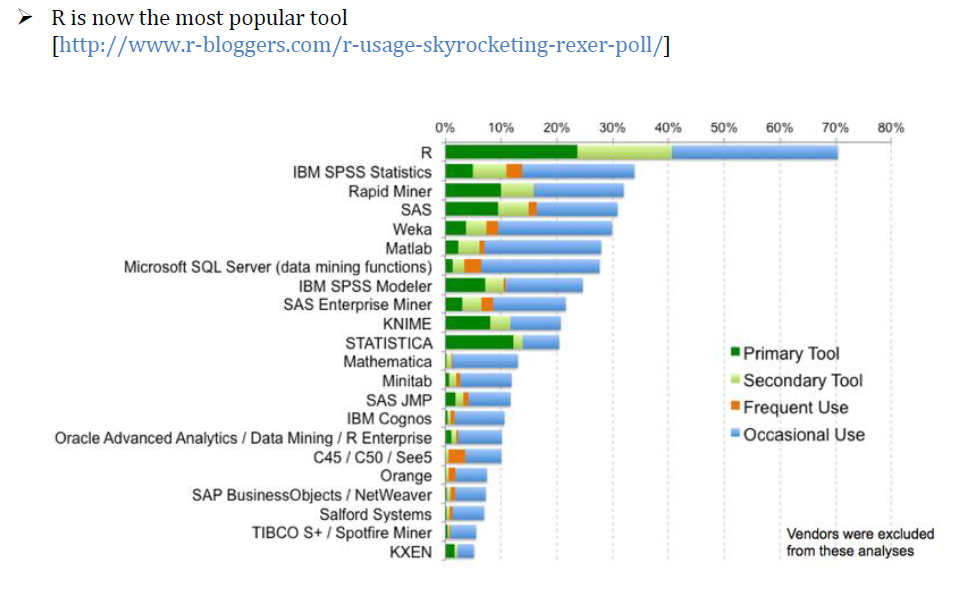 ➢ R is now the most popular tool
[http://www.r-bloggers.com/r-usage-skyrocketing-rexer-poll/]
0% 10% 20% 30% 40% 50% 60% 70% 80%
R
IBM SPSS Statistics
Rapid Miner
SAS
Weka
Matlab
Microsoft SQL Server (data mining functions)
IBM SPSS Modeler
SAS Enterprise Miner
KNIME
STATISTICA
Mathematica
Minitab
SAS JMP
IBM Cognos
Oracle Advanced Analytics / Data Mining / R Enterprise
C45 / C50 / See5
Orange
SAP BusinessObjects / NetWeaver
Salford Systems
TIBCO S+ / Spotfire Miner
KXEN
Primary Tool
Secondary Tool
Frequent Use
Occasional Use
Vendors were excluded
from these analyses